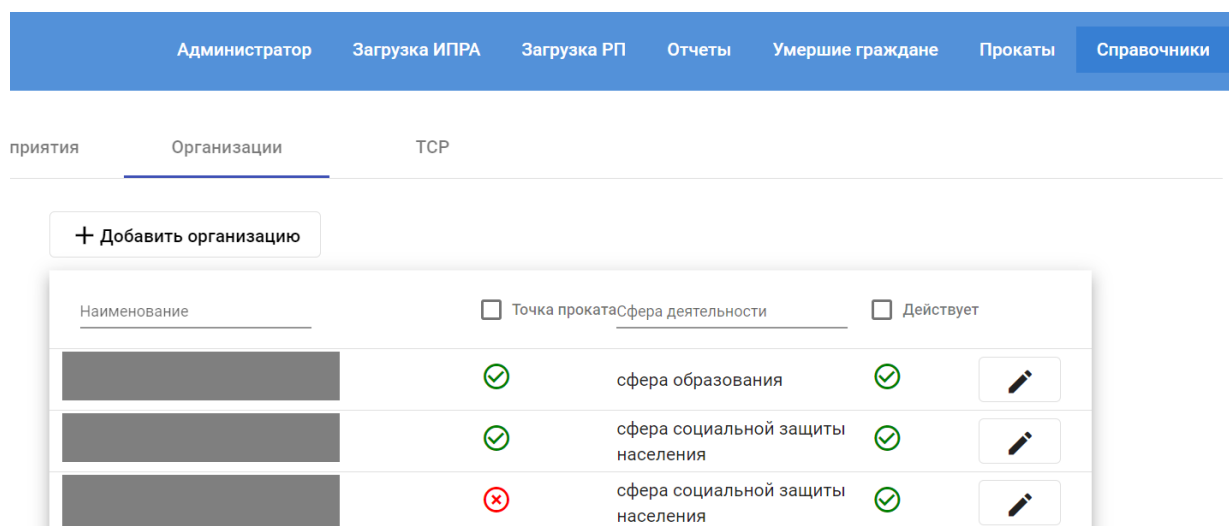 Администратор Загрузка ИПРА Загрузка РП Отчеты Умершие граждане Прокаты Справочники
приятия Организации ТСР
+ Добавить организацию
Наименование Точка проката Сфера деятельности Действует
сфера образования
сфера социальной защиты
населения
сфера социальной защиты
населения